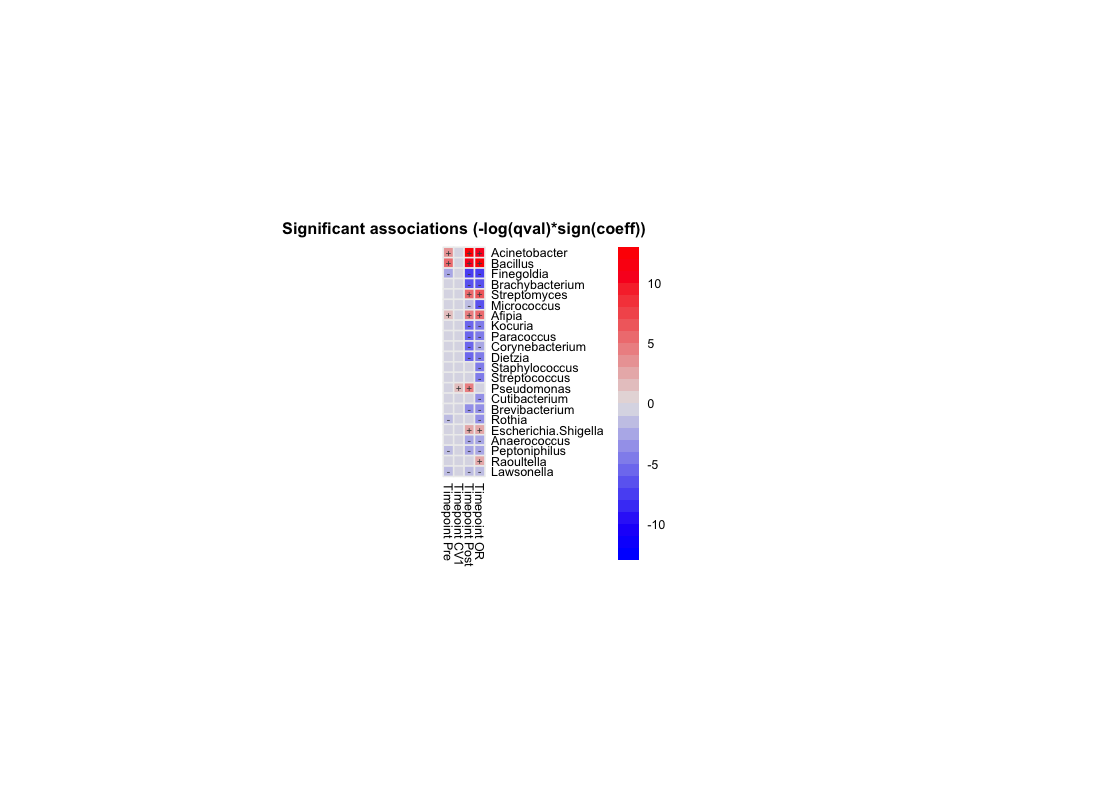 Significant associations (-log(qval)*sign(coeff))
+ Acinetobacter
+ Bacillus
- - - Finegoldia
- - Brachybacterium
+ + Streptomyces
- - Micrococcus
+ + + Afipia
- - Kocuria
- - Paracoccus
- - Corynebacterium
- - Dietzia
- Staphylococcus
- Streptococcus
+ + Pseudomonas
- Cutibacterium
- - Brevibacterium
- - Rothia
+ + Escherichia.Shigella
- - Anaerococcus
- - - Peptoniphilus
+ Raoultella
- - - Lawsonella
Timepoint Pre
Timepoint CV1
Timepoint Post
Timepoint OR
10
5
0
-5
-10